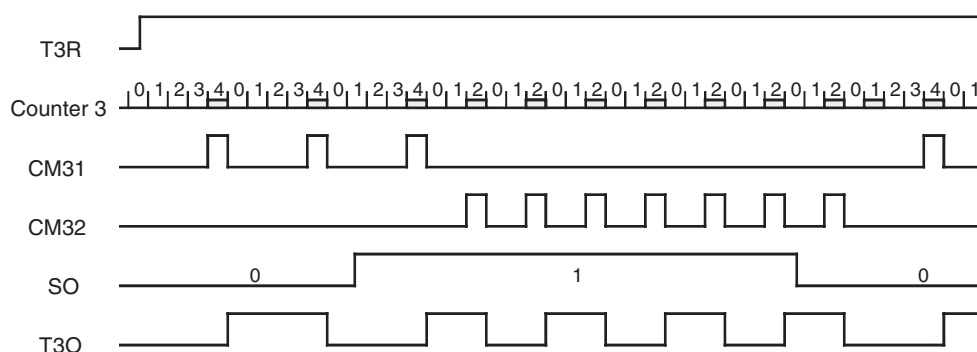 T3R
Counter 3 0 1 2 3 4 0 1 2 3 4 0 1 2 3 4 0 1 2 0 1 2 0 1 2 0 1 2 0 1 2 0 1 2 0 1 2 0 1 2 3 4 0 1
CM31
CM32
SO 0 1 0
T3O